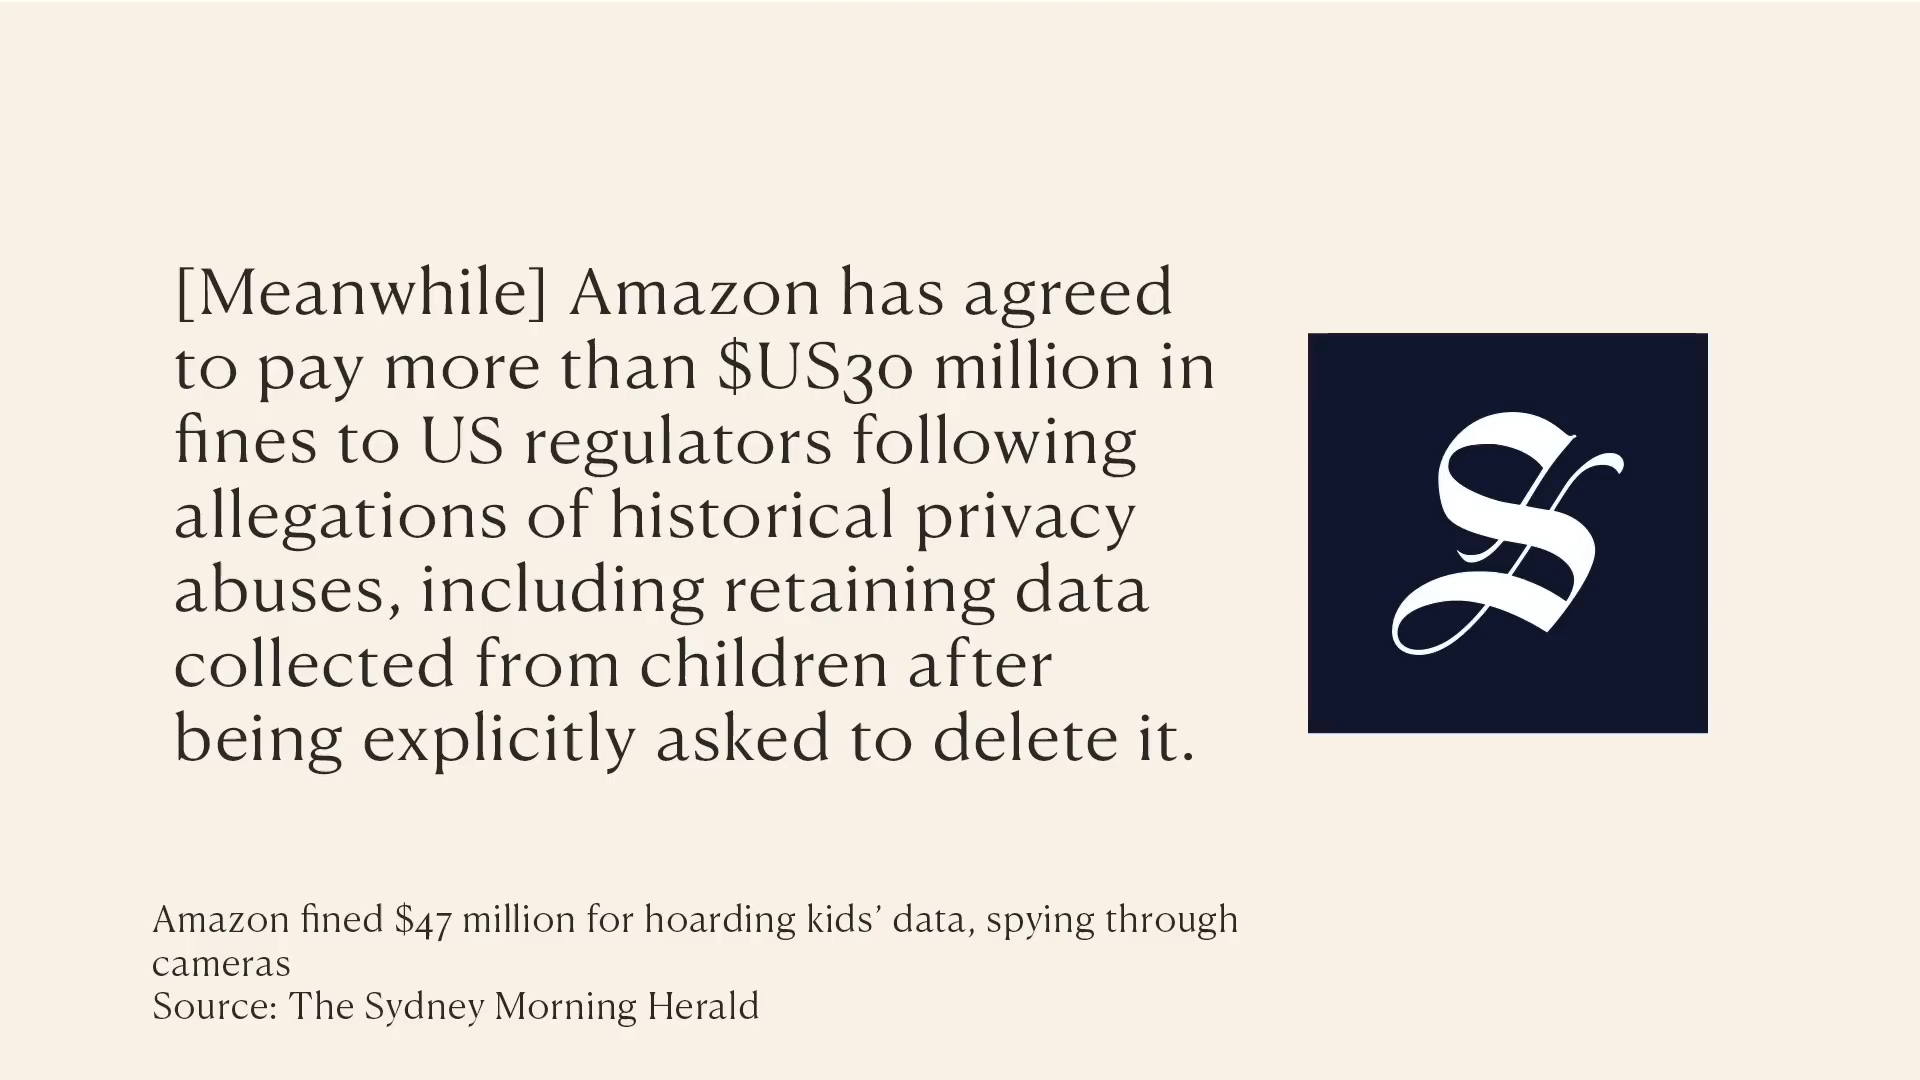 [Meanwhile] Amazon has agreed
to pay more than $US30 million in
fines to US regulators following
allegations of historical privacy
abuses, including retaining data
collected from children after
being explicitly asked to delete it.
S
Amazon fined $47 million for hoarding kids’ data, spying through
cameras
Source: The Sydney Morning Herald